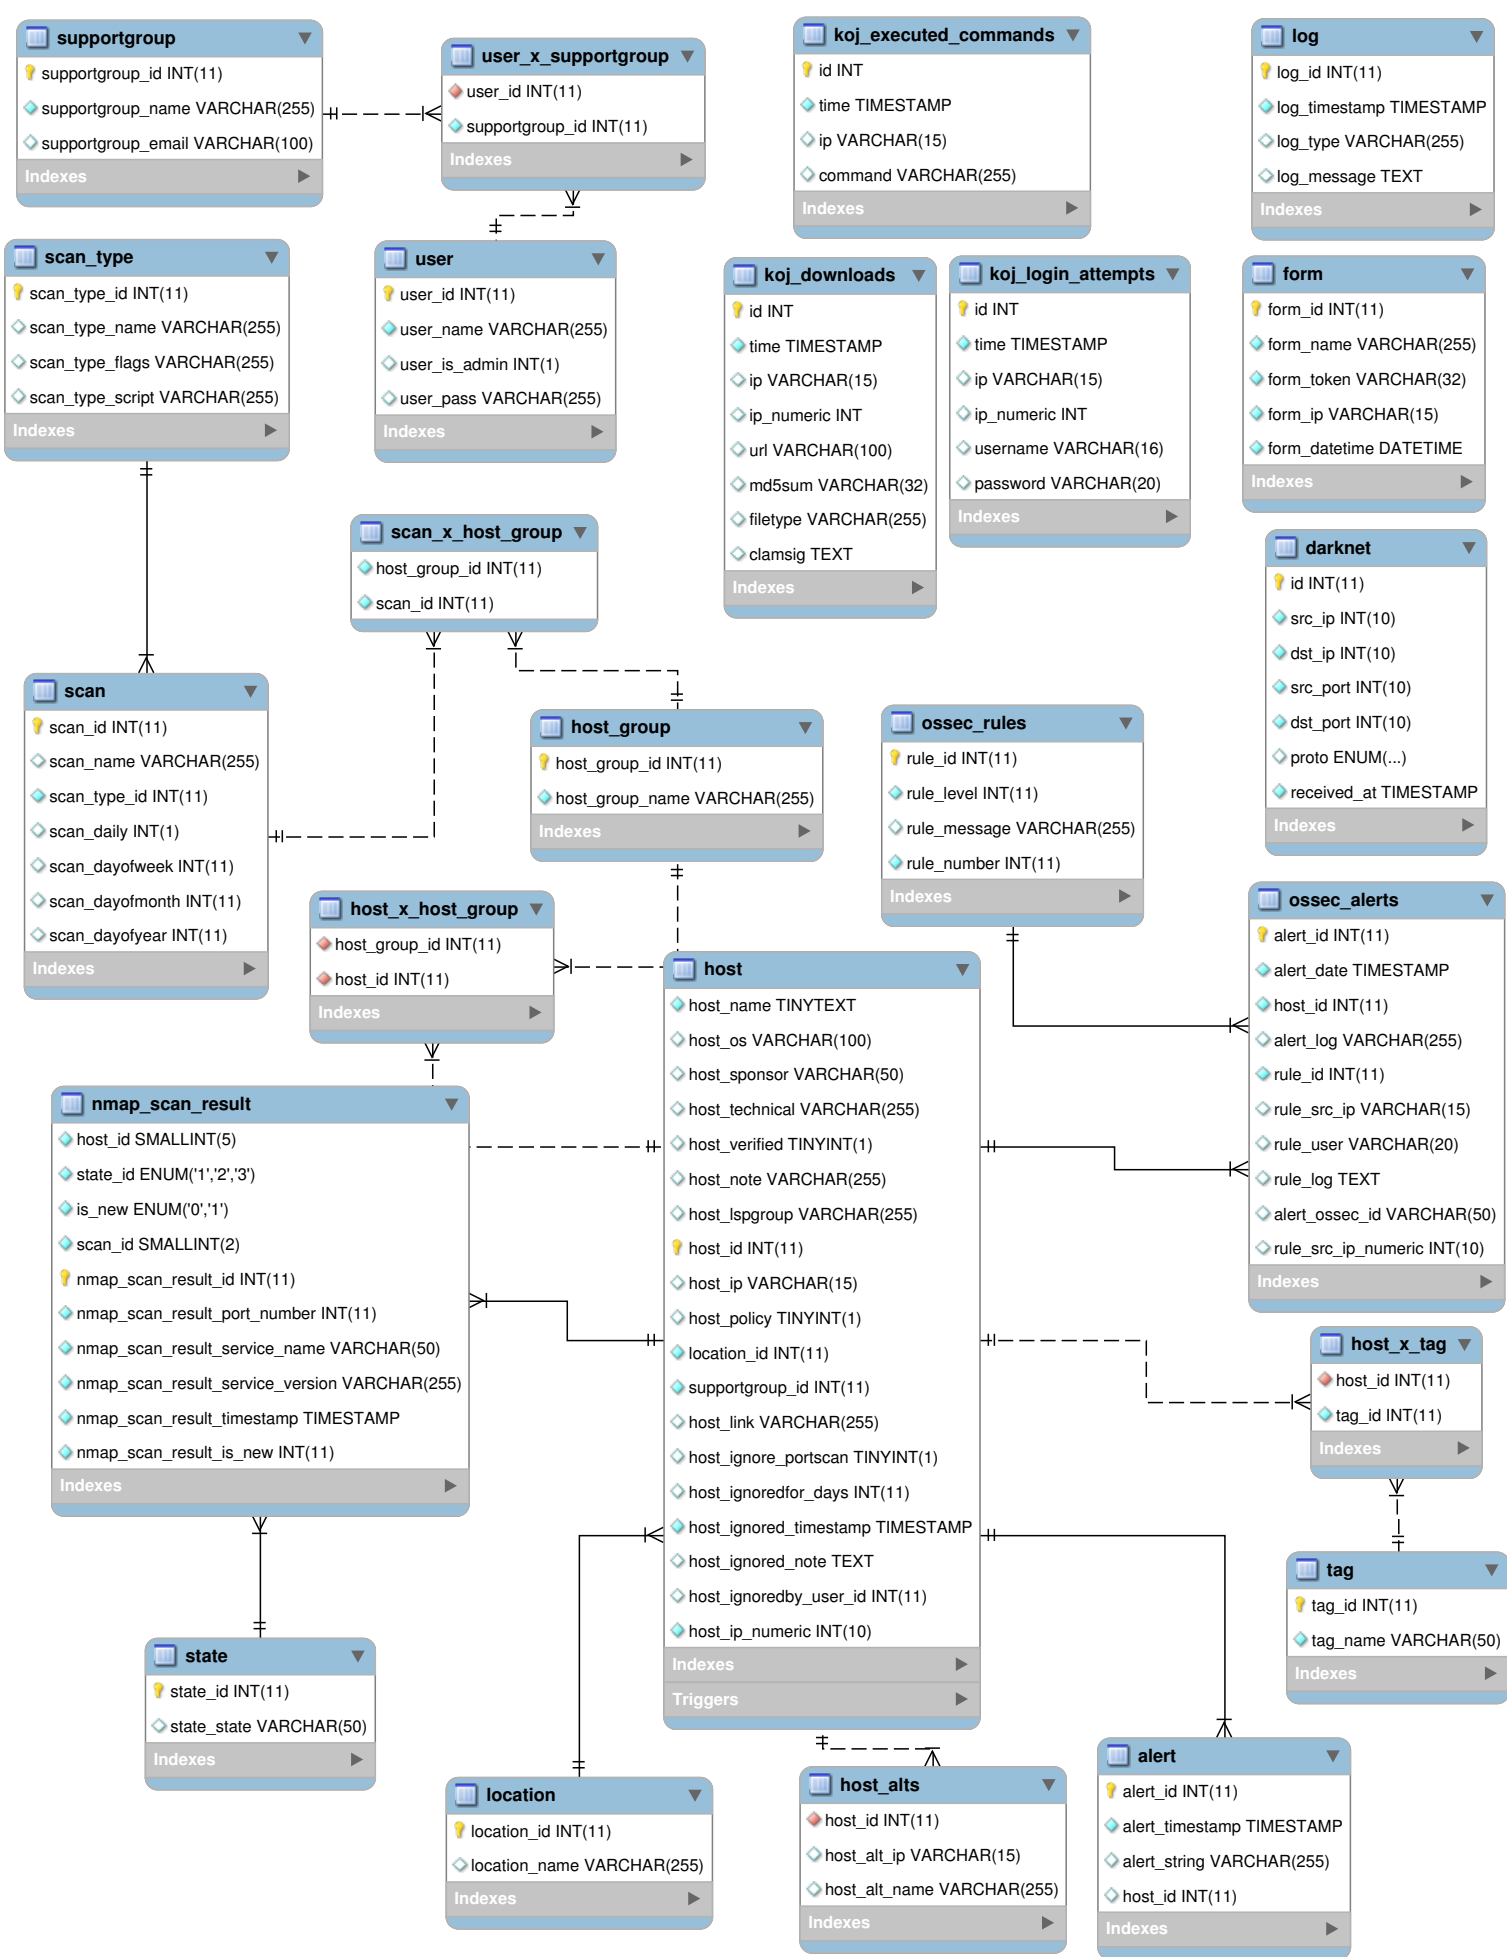 supportgroup
supportgroup_id INT(11)
supportgroup_name VARCHAR(255)
supportgroup_email VARCHAR(100)
Indexes
user_x_supportgroup
user_id INT(11)
supportgroup_id INT(11)
Indexes
koj_executed_commands
id INT
time TIMESTAMP
ip VARCHAR(15)
command VARCHAR(255)
Indexes
log
log_id INT(11)
log_timestamp TIMESTAMP
log_type VARCHAR(255)
log_message TEXT
Indexes
scan_type
scan_type_id INT(11)
scan_type_name VARCHAR(255)
scan_type_flags VARCHAR(255)
scan_type_script VARCHAR(255)
Indexes
user
user_id INT(11)
user_name VARCHAR(255)
user_is_admin INT(1)
user_pass VARCHAR(255)
Indexes
koj_downloads
id INT
time TIMESTAMP
ip VARCHAR(15)
ip_numeric INT
url VARCHAR(100)
md5sum VARCHAR(32)
filetype VARCHAR(255)
clamsig TEXT
Indexes
koj_login_attempts
id INT
time TIMESTAMP
ip VARCHAR(15)
ip_numeric INT
username VARCHAR(16)
password VARCHAR(20)
Indexes
form
form_id INT(11)
form_name VARCHAR(255)
form_token VARCHAR(32)
form_ip VARCHAR(15)
form_datetime DATETIME
Indexes
scan_x_host_group
host_group_id INT(11)
scan_id INT(11)
darknet
id INT(11)
src_ip INT(10)
dst_ip INT(10)
src_port INT(10)
dst_port INT(10)
proto ENUM(...)
received_at TIMESTAMP
Indexes
scan
scan_id INT(11)
scan_name VARCHAR(255)
scan_type_id INT(11)
scan_daily INT(1)
scan_dayofweek INT(11)
scan_dayofmonth INT(11)
scan_dayofyear INT(11)
Indexes
host_group
host_group_id INT(11)
host_group_name VARCHAR(255)
Indexes
ossec_rules
rule_id INT(11)
rule_level INT(11)
rule_message VARCHAR(255)
rule_number INT(11)
Indexes
host_x_host_group
host_group_id INT(11)
host_id INT(11)
Indexes
ossec_alerts
alert_id INT(11)
alert_date TIMESTAMP
host_id INT(11)
alert_log VARCHAR(255)
rule_id INT(11)
rule_src_ip VARCHAR(15)
rule_user VARCHAR(20)
rule_log TEXT
alert_ossec_id VARCHAR(50)
rule_src_ip_numeric INT(10)
Indexes
host
host_name TINYTEXT
host_os VARCHAR(100)
host_sponsor VARCHAR(50)
host_technical VARCHAR(255)
host_verified TINYINT(1)
host_note VARCHAR(255)
host_lspgroup VARCHAR(255)
host_id INT(11)
host_ip VARCHAR(15)
host_policy TINYINT(1)
location_id INT(11)
supportgroup_id INT(11)
host_link VARCHAR(255)
host_ignore_portscan TINYINT(1)
host_ignoredfor_days INT(11)
host_ignored_timestamp TIMESTAMP
host_ignored_note TEXT
host_ignoredby_user_id INT(11)
host_ip_numeric INT(10)
Indexes
Triggers
nmap_scan_result
host_id SMALLINT(5)
state_id ENUM('1','2','3')
is_new ENUM('0','1')
scan_id SMALLINT(2)
nmap_scan_result_id INT(11)
nmap_scan_result_port_number INT(11)
nmap_scan_result_service_name VARCHAR(50)
nmap_scan_result_service_version VARCHAR(255)
nmap_scan_result_timestamp TIMESTAMP
nmap_scan_result_is_new INT(11)
Indexes
host_x_tag
host_id INT(11)
tag_id INT(11)
Indexes
tag
tag_id INT(11)
tag_name VARCHAR(50)
Indexes
state
state_id INT(11)
state_state VARCHAR(50)
Indexes
location
location_id INT(11)
location_name VARCHAR(255)
Indexes
host_alts
host_id INT(11)
host_alt_ip VARCHAR(15)
host_alt_name VARCHAR(255)
Indexes
alert
alert_id INT(11)
alert_timestamp TIMESTAMP
alert_string VARCHAR(255)
host_id INT(11)
Indexes